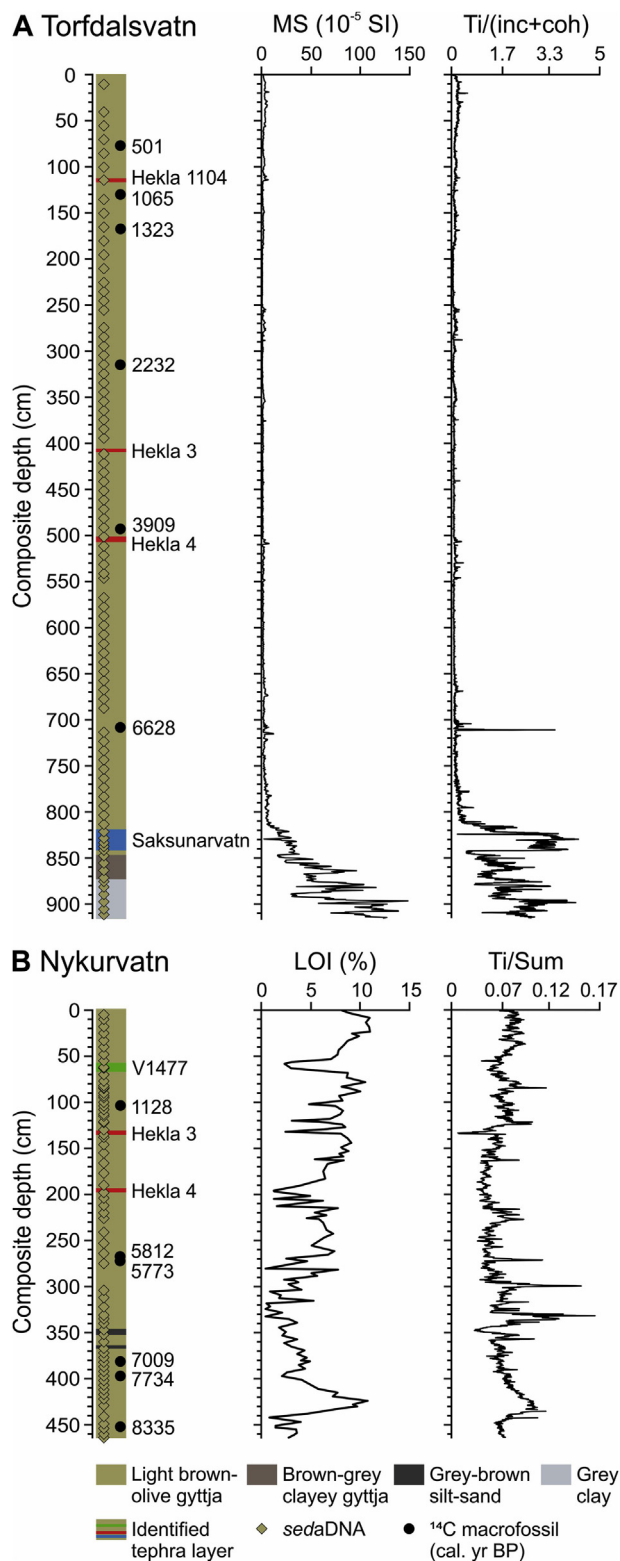 A Torfdalsvatn
MS (10⁻⁵ SI)
Ti/(inc+coh)
0 50 100 150
0 1.7 3.3 5
Composite depth (cm)
0
50
100
150
200
250
300
350
400
450
500
550
600
650
700
750
800
850
900
501
Hekla 1104
1065
1323
2232
Hekla 3
3909
Hekla 4
6628
Saksunarvatn
B Nykurvatn
LOI (%)
Ti/Sum
0 5 10 15
0 0.07 0.12 0.17
Composite depth (cm)
0
50
100
150
200
250
300
350
400
450
V1477
1128
Hekla 3
Hekla 4
5812
5773
7009
7734
8335
Light brown-
olive gyttja
Brown-grey
clayey gyttja
Grey-brown
silt-sand
Grey
clay
Identified
tephra layer
sedaDNA
¹⁴C macrofossil
(cal. yr BP)